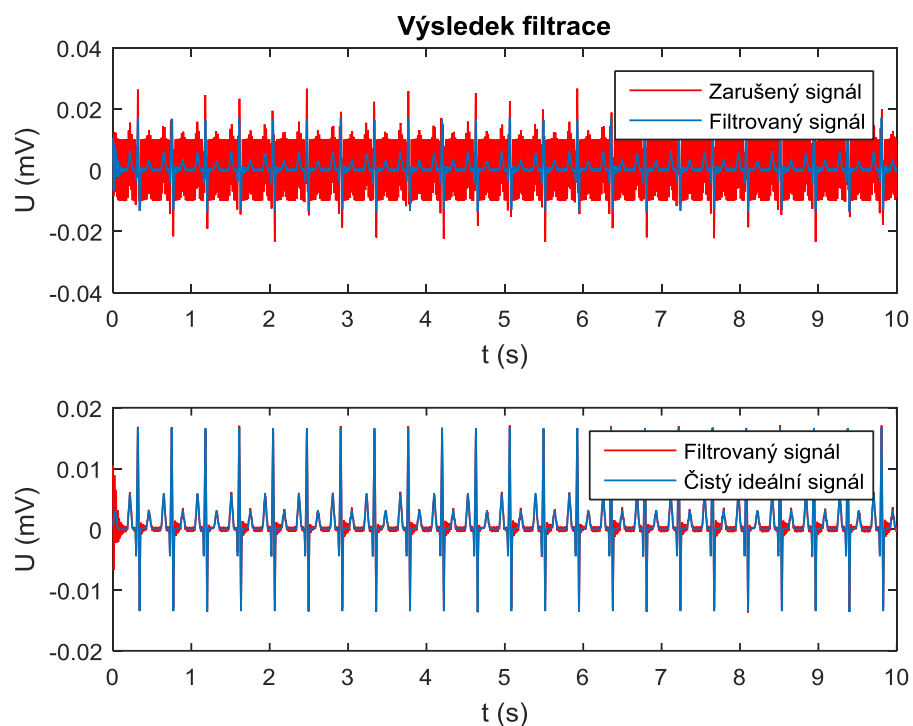 Výsledek filtrace
0.04
0.02
0
-0.02
-0.04
U (mV)
Zarušený signál
Filtrovaný signál
0 1 2 3 4 5 6 7 8 9 10
t (s)
0.02
0.01
0
-0.01
-0.02
U (mV)
Filtrovaný signál
Čistý ideální signál
0 1 2 3 4 5 6 7 8 9 10
t (s)